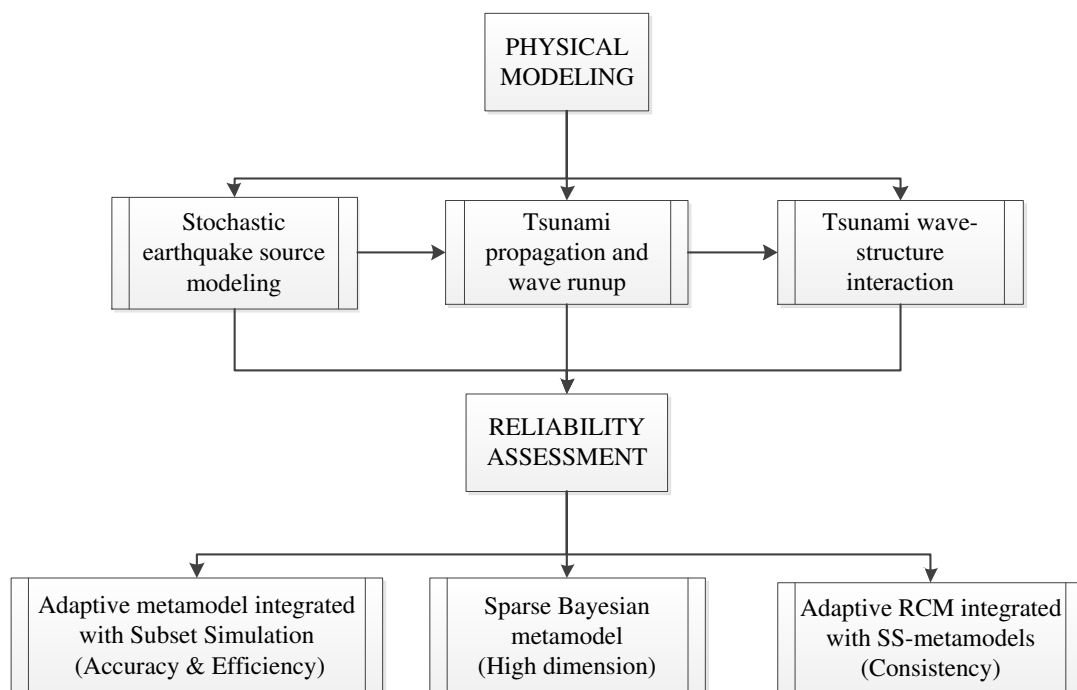 PHYSICAL
MODELING
Stochastic
earthquake source
modeling
Tsunami
propagation and
wave runup
Tsunami wave-
structure
interaction
RELIABILITY
ASSESSMENT
Adaptive metamodel integrated
with Subset Simulation
(Accuracy & Efficiency)
Sparse Bayesian
metamodel
(High dimension)
Adaptive RCM integrated
with SS-metamodels
(Consistency)